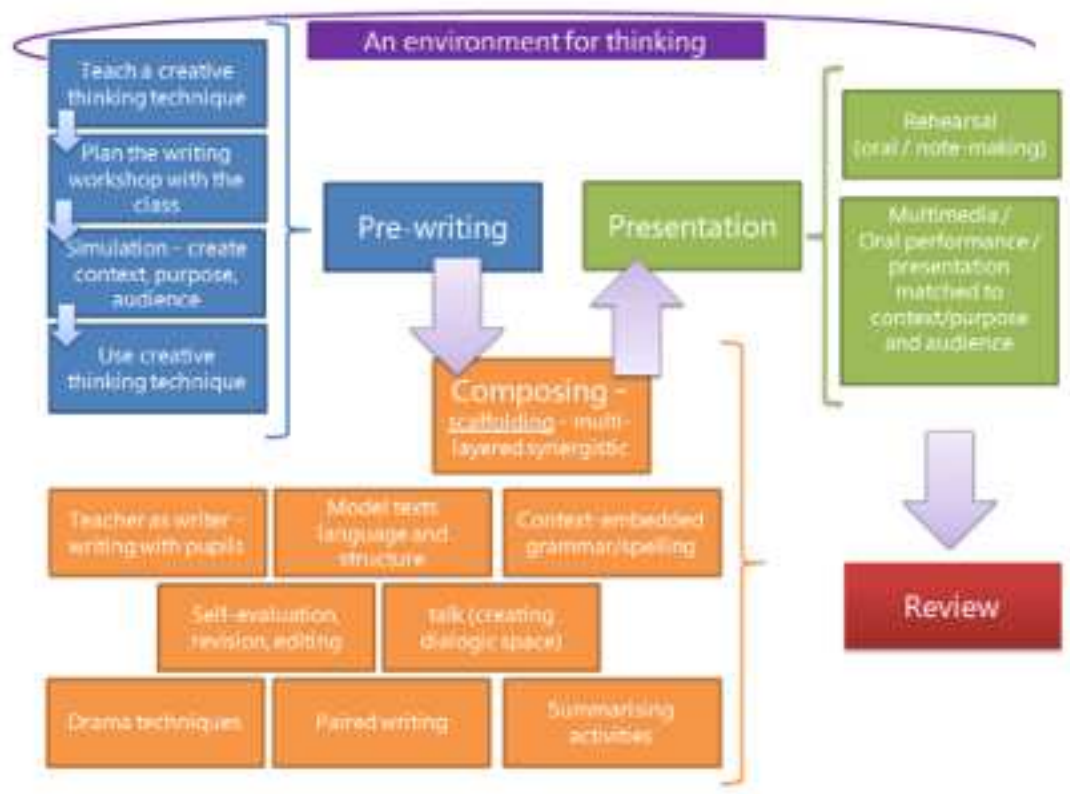 An environment for thinking
Teach a creative
thinking technique
Plan the writing
workshop with the
class
Simulation – create
context, purpose,
audience
Use creative
thinking technique
Pre-writing
Composing –
scaffolding – multi-
layered synergistic
Teacher as writer –
writing with pupils
Model texts
language and
structure
Context-embedded
grammar/spelling
Self-evaluation,
revision, editing
talk (creating
dialogic space)
Drama techniques
Paired writing
Summarising
activities
Presentation
Rehearsal
(oral / note-making)
Multimedia /
Oral performance /
presentation
matched to
context/purpose
and audience
Review